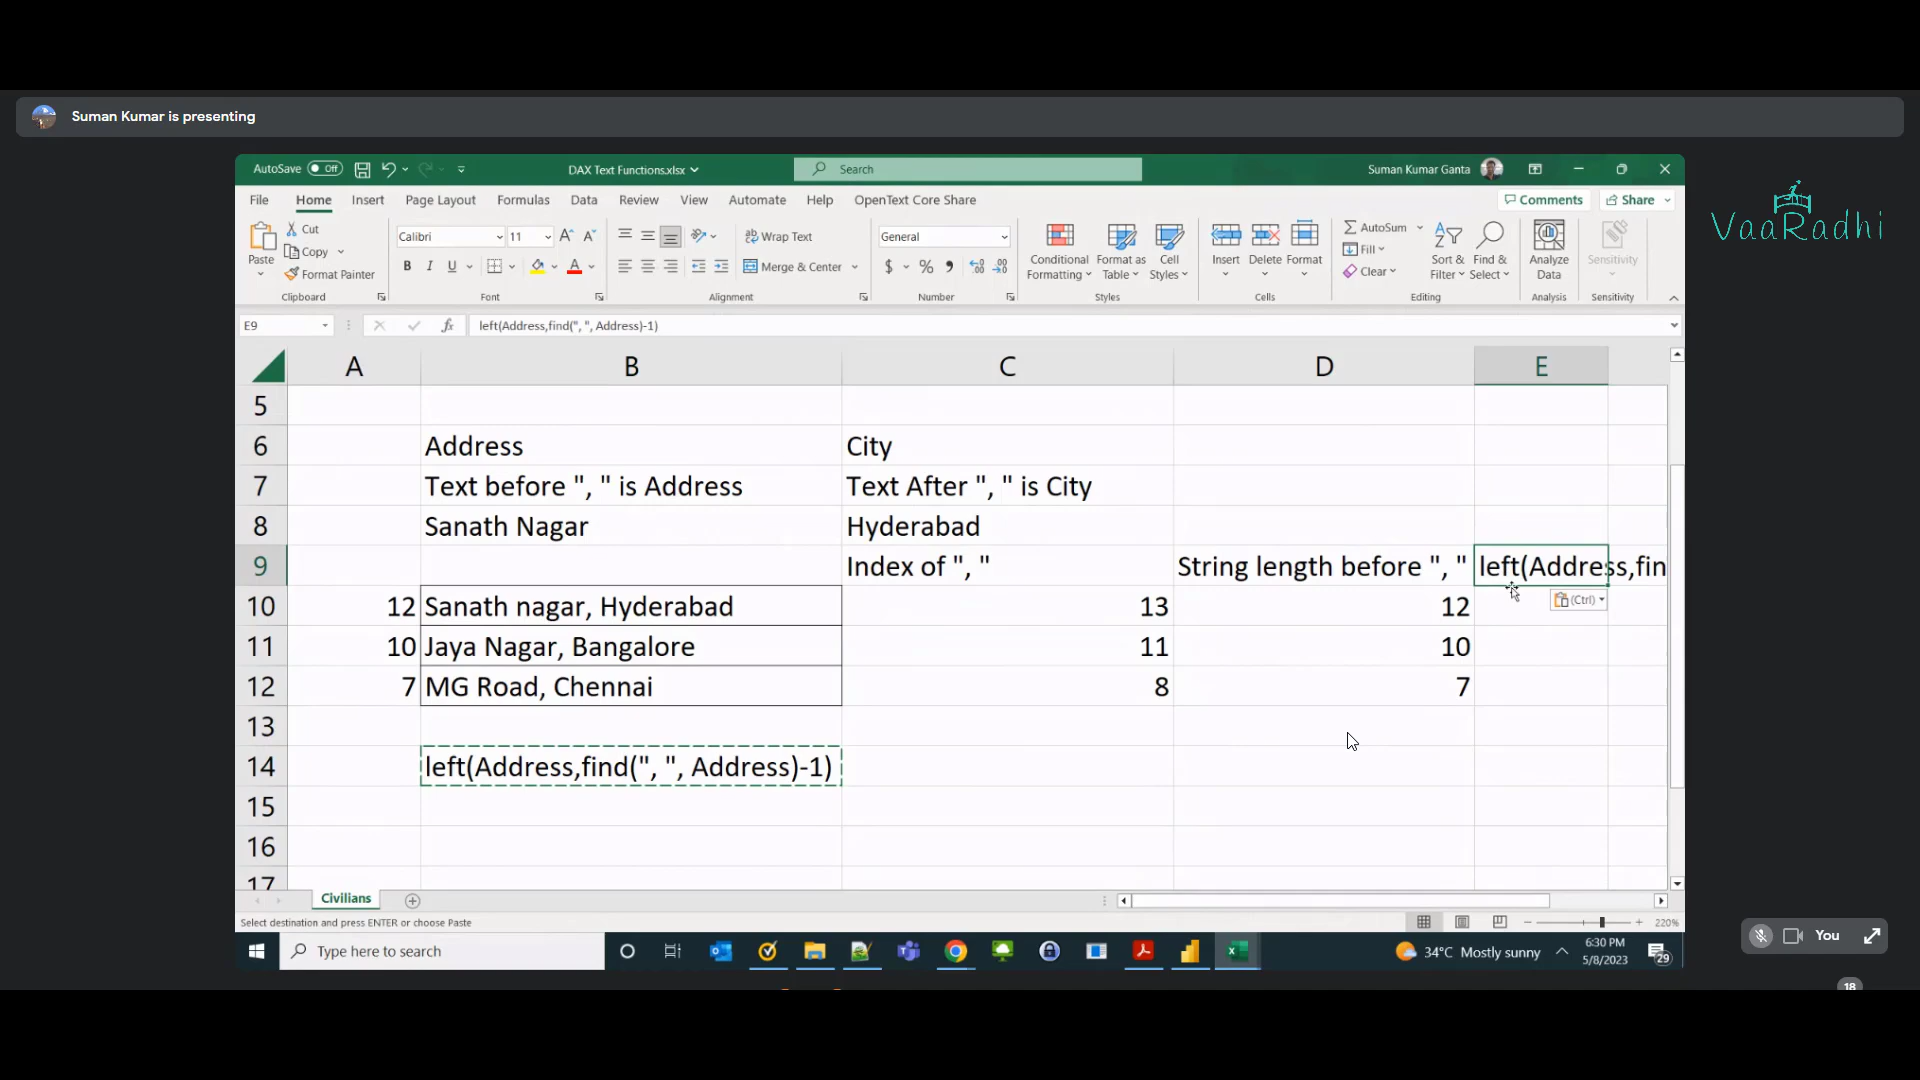 Suman Kumar is presenting
VaaRadhi
AutoSave Off
DAX Text Functions.xlsx
Search
Suman Kumar Ganta
File Home Insert Page Layout Formulas Data Review View Automate Help OpenText Core Share
Comments Share
Paste
Cut
Copy
Format Painter
Clipboard
Calibri 11
B I U
Font
Wrap Text
Merge & Center
Alignment
General
$ %
Number
Conditional Formatting
Format as Table
Cell Styles
Styles
Insert Delete Format
Cells
AutoSum
Fill
Clear
Sort & Filter
Find & Select
Editing
Analyze Data
Analysis
Sensitivity
Sensitivity
E9
fx
left(Address,find(", ", Address)-1)
A B C D E
5
6 Address City
7 Text before ", " is Address Text After ", " is City
8 Sanath Nagar Hyderabad
9 Index of ", " String length before ", " left(Address,fin
(Ctrl)
10 12 Sanath nagar, Hyderabad 13 12
11 10 Jaya Nagar, Bangalore 11 10
12 7 MG Road, Chennai 8 7
13
14 left(Address,find(", ", Address)-1)
15
16
17
Civilians
Select destination and press ENTER or choose Paste
220%
Type here to search
34°C Mostly sunny
6:30 PM
5/8/2023
29
You
18